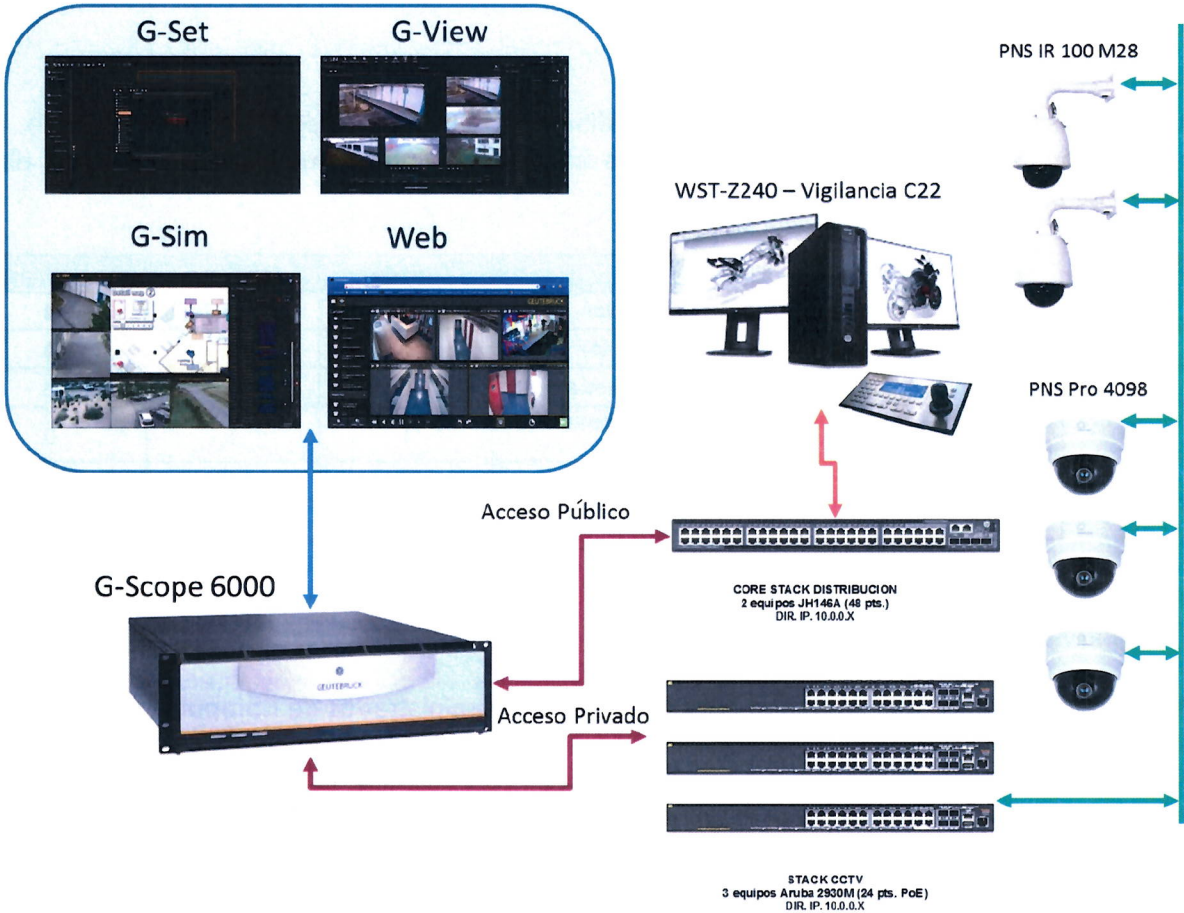 G-Set
G-View
PNS IR 100 M28
WST-Z240 – Vigilancia C22
G-Sim
Web
GEUTEBRUCK
PNS Pro 4098
Acceso Público
CORE STACK DISTRIBUCION
2 equipos JH146A (48 pts.)
DIR. IP. 10.0.0.X
G-Scope 6000
GEUTEBRUCK
Acceso Privado
STACK CCTV
3 equipos Aruba 2930M (24 pts. PoE)
DIR. IP. 10.0.0.X